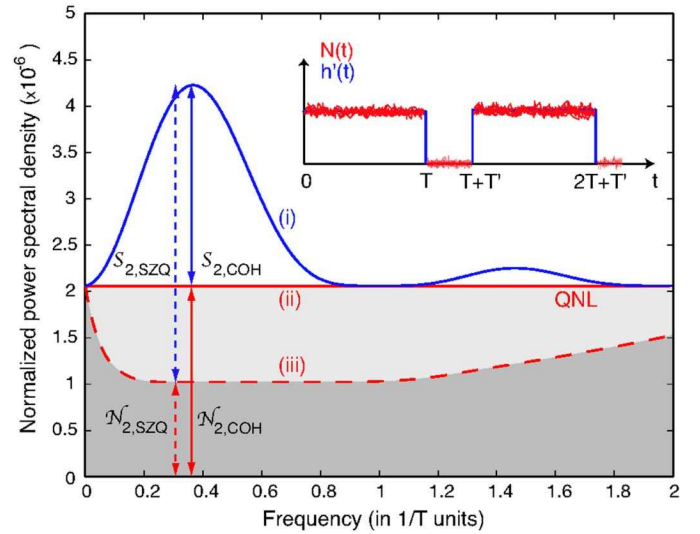 Normalized power spectral density (x10⁻⁶)
5
4.5
4
3.5
3
2.5
2
1.5
1
0.5
0
N(t)
h'(t)
0 T T+T' 2T+T' t
(i)
S₂,SZQ S₂,COH
(ii) QNL
(iii)
N₂,SZQ N₂,COH
0 0.2 0.4 0.6 0.8 1 1.2 1.4 1.6 1.8 2
Frequency (in 1/T units)